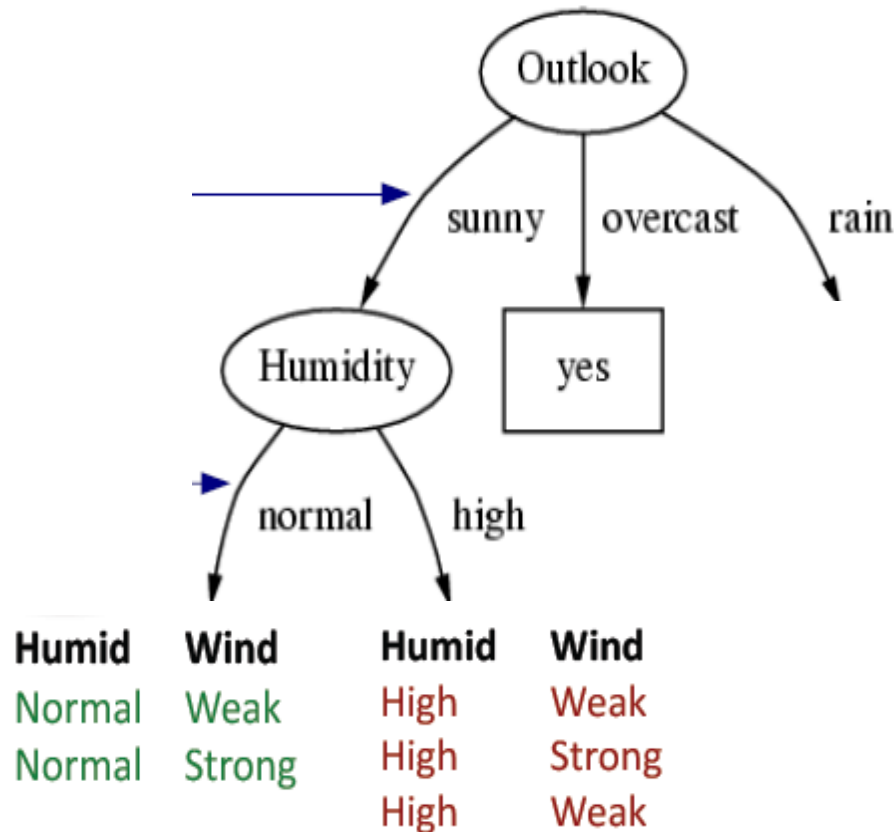 Outlook
sunny overcast rain
Humidity yes
normal high
Humid Wind Humid Wind
Normal Weak High Weak
Normal Strong High Strong
High Weak